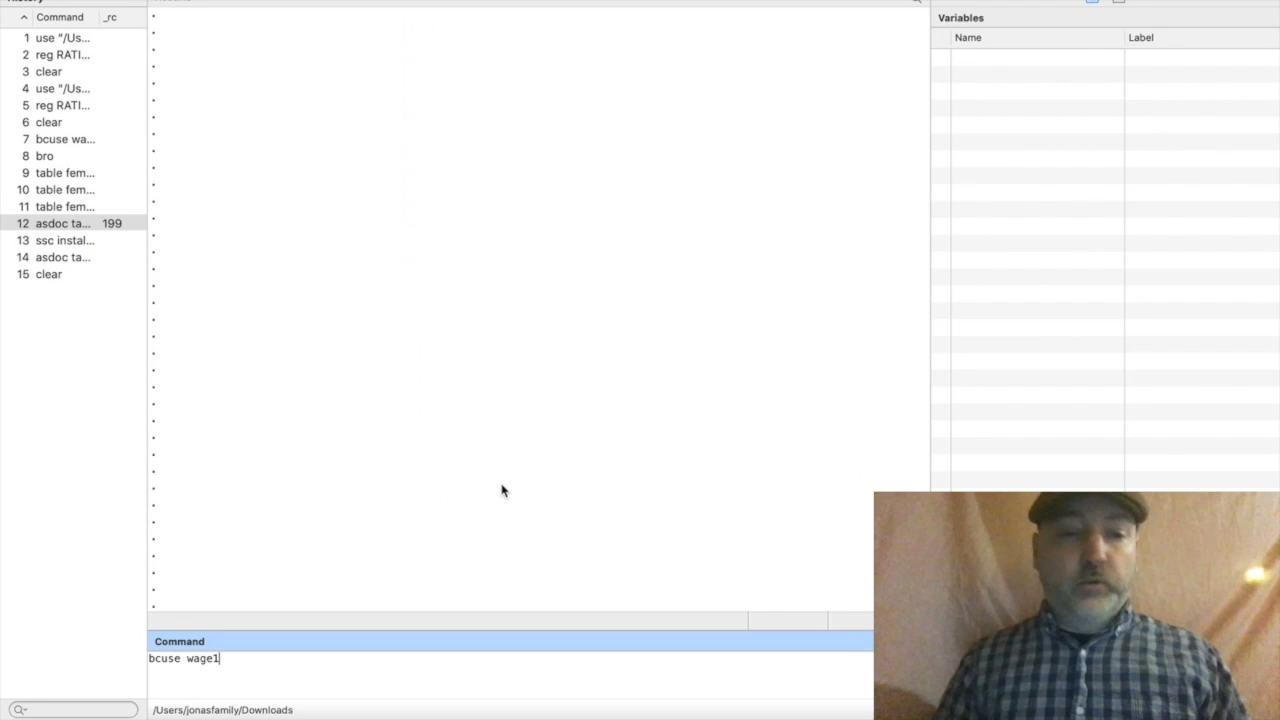 Command _rc
1 use "/Us...
2 reg RATI...
3 clear
4 use "/Us...
5 reg RATI...
6 clear
7 bcuse wa...
8 bro
9 table fem...
10 table fem...
11 table fem...
12 asdoc ta... 199
13 ssc instal...
14 asdoc ta...
15 clear
Command
bcuse wage1
/Users/jonasfamily/Downloads
Variables
Name Label